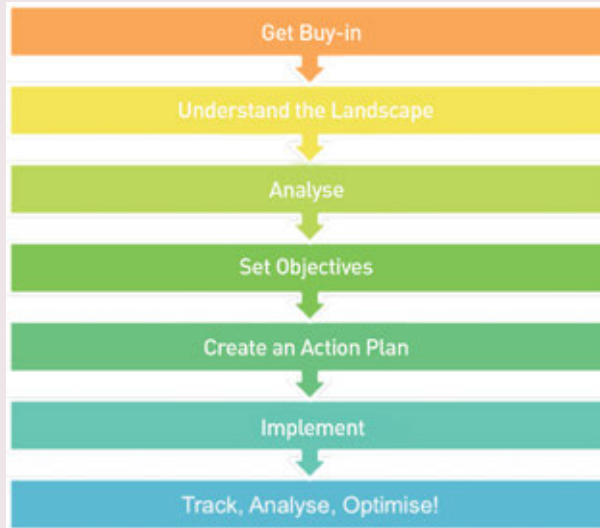 Get Buy-in
Understand the Landscape
Analyse
Set Objectives
Create an Action Plan
Implement
Track, Analyse, Optimise!